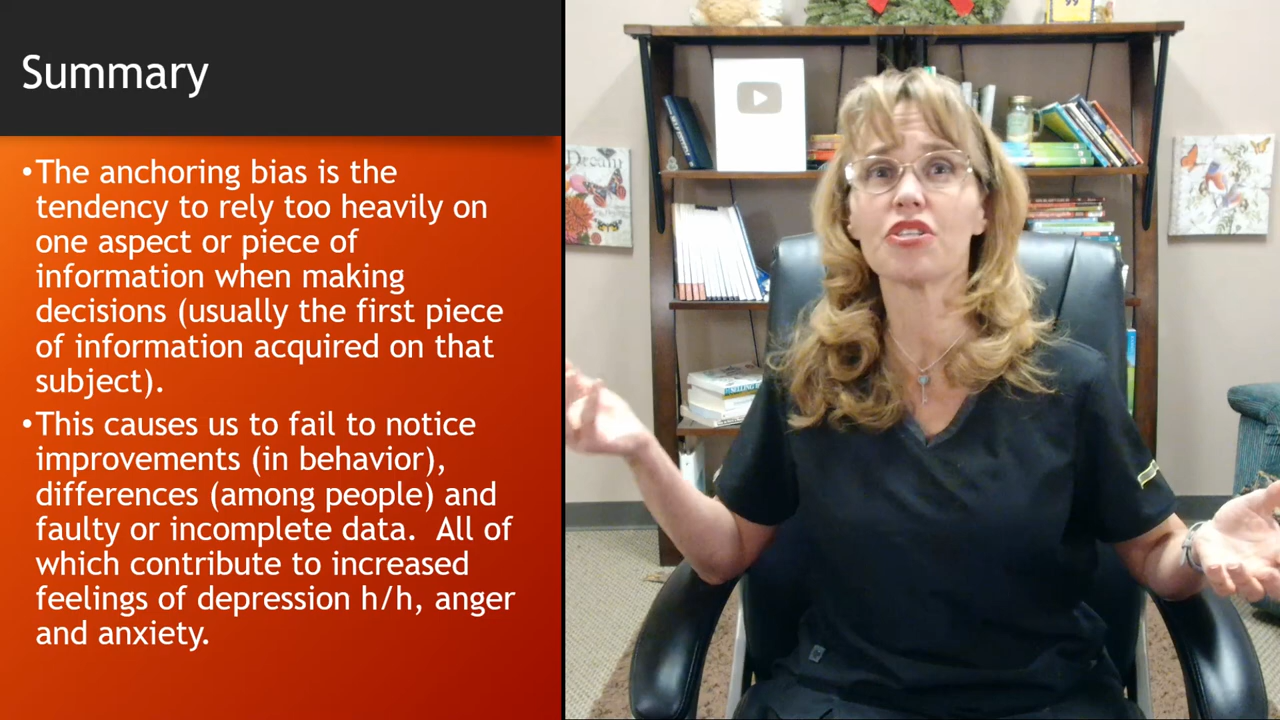 Summary
•The anchoring bias is the
tendency to rely too heavily on
one aspect or piece of
information when making
decisions (usually the first piece
of information acquired on that
subject).
•This causes us to fail to notice
improvements (in behavior),
differences (among people) and
faulty or incomplete data.  All of
which contribute to increased
feelings of depression h/h, anger
and anxiety.
Dream